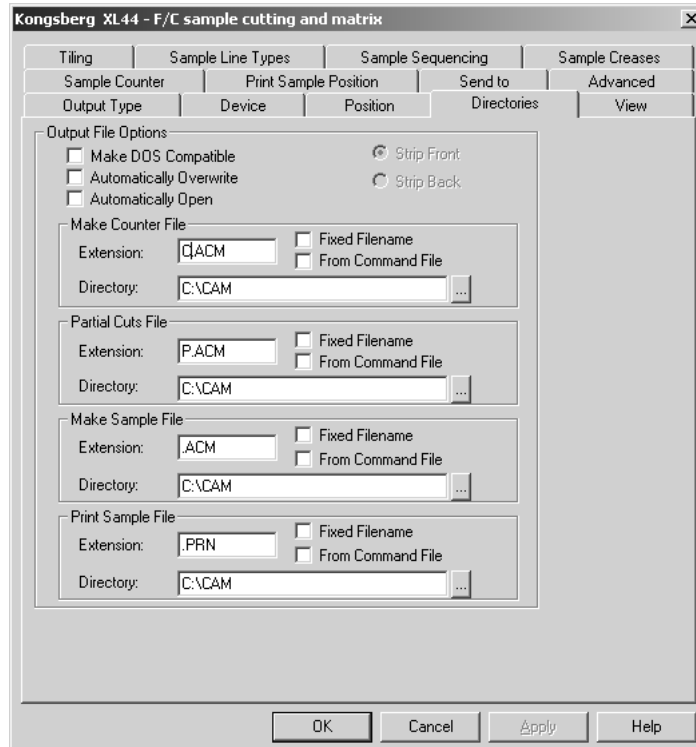 Kongsberg XL44 - F/C sample cutting and matrix
Tiling Sample Line Types Sample Sequencing Sample Creases
Sample Counter Print Sample Position Send to Advanced
Output Type Device Position Directories View
Output File Options
Make DOS Compatible Strip Front
Automatically Overwrite Strip Back
Automatically Open
Make Counter File
Extension: C.ACM Fixed Filename
From Command File
Directory: C:\CAM ...
Partial Cuts File
Extension: P.ACM Fixed Filename
From Command File
Directory: C:\CAM ...
Make Sample File
Extension: .ACM Fixed Filename
From Command File
Directory: C:\CAM ...
Print Sample File
Extension: .PRN Fixed Filename
From Command File
Directory: C:\CAM ...
OK Cancel Apply Help